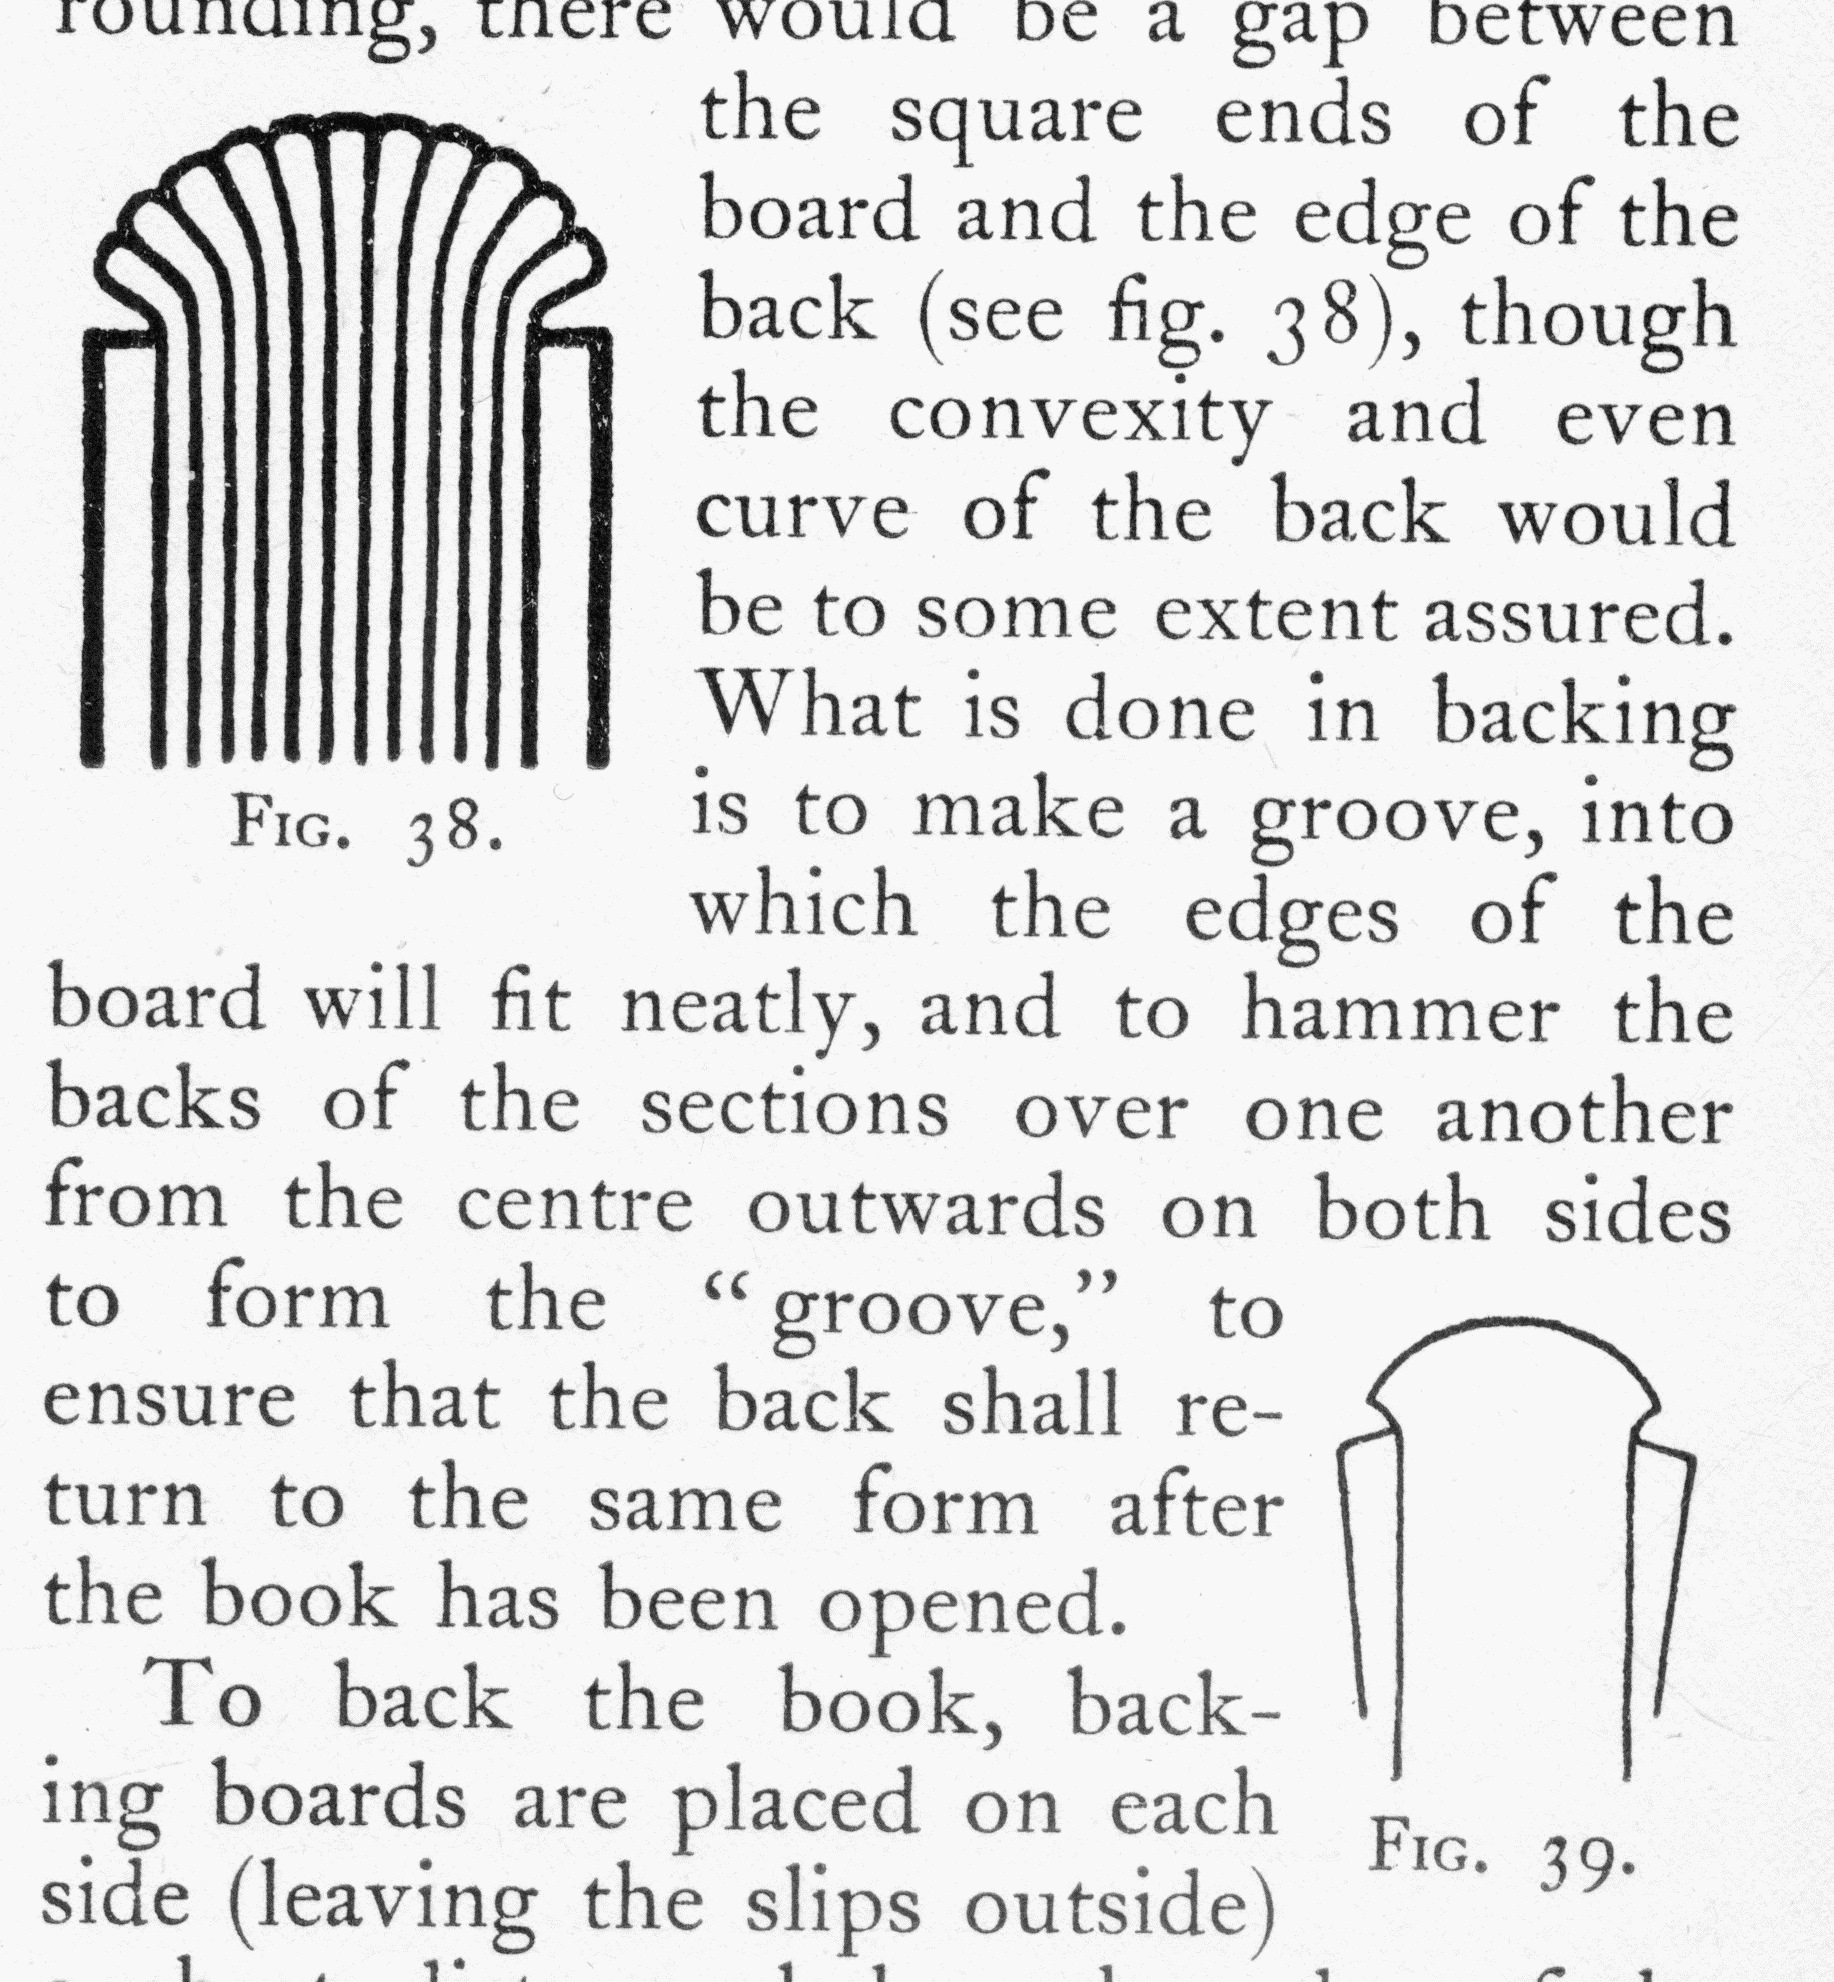 rounding, there would be a gap between
the square ends of the
board and the edge of the
back (see fig. 38), though
the convexity and even
curve of the back would
be to some extent assured.
What is done in backing
is to make a groove, into
which the edges of the
FIG. 38.
board will fit neatly, and to hammer the
backs of the sections over one another
from the centre outwards on both sides
to form the “groove,” to
ensure that the back shall re-
turn to the same form after
the book has been opened.
To back the book, back-
ing boards are placed on each
side (leaving the slips outside)
FIG. 39.